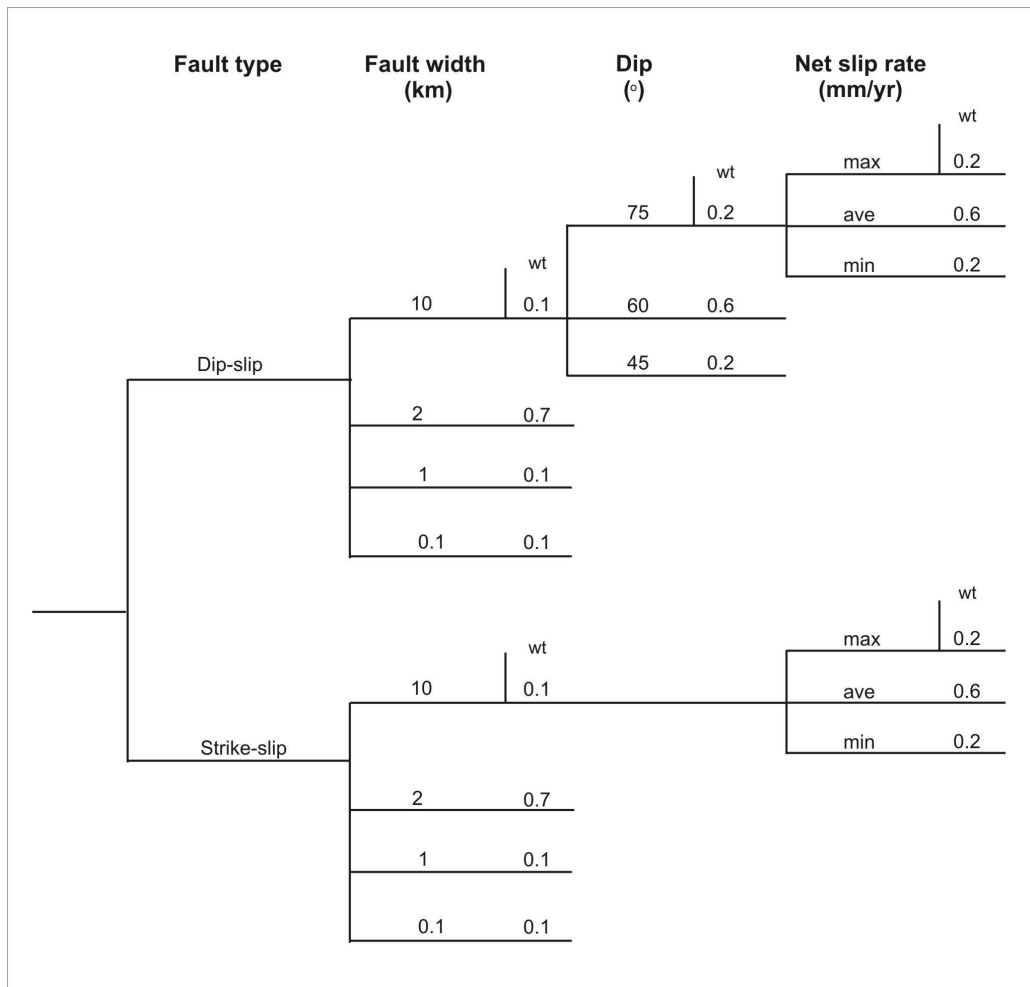 Fault type Fault width Dip Net slip rate
(km) (°) (mm/yr)
wt
max 0.2
wt
75 0.2
ave 0.6
wt
min 0.2
10 0.1
60 0.6
Dip-slip
45 0.2
2 0.7
1 0.1
0.1 0.1
wt
max 0.2
wt
10 0.1
ave 0.6
min 0.2
Strike-slip
2 0.7
1 0.1
0.1 0.1